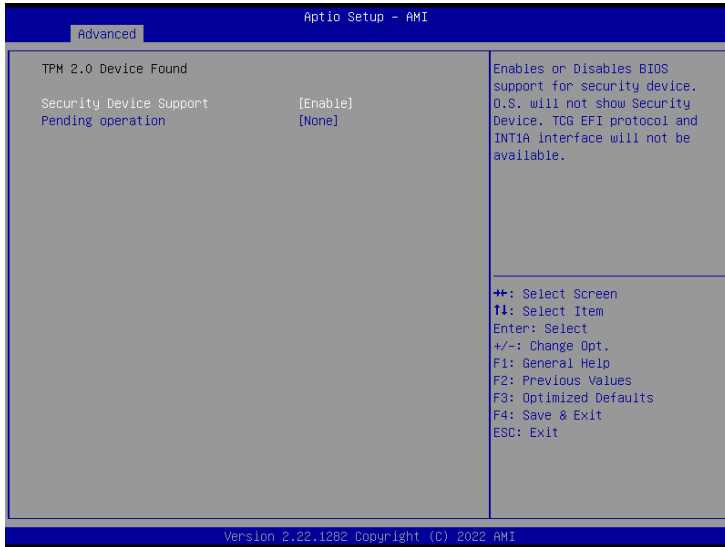 Aptio Setup – AMI
Advanced
TPM 2.0 Device Found
Security Device Support [Enable]
Pending operation [None]
Enables or Disables BIOS
support for security device.
O.S. will not show Security
Device. TCG EFI protocol and
INT1A interface will not be
available.
→←: Select Screen
↑↓: Select Item
Enter: Select
+/-: Change Opt.
F1: General Help
F2: Previous Values
F3: Optimized Defaults
F4: Save & Exit
ESC: Exit
Version 2.22.1282 Copyright (C) 2022 AMI